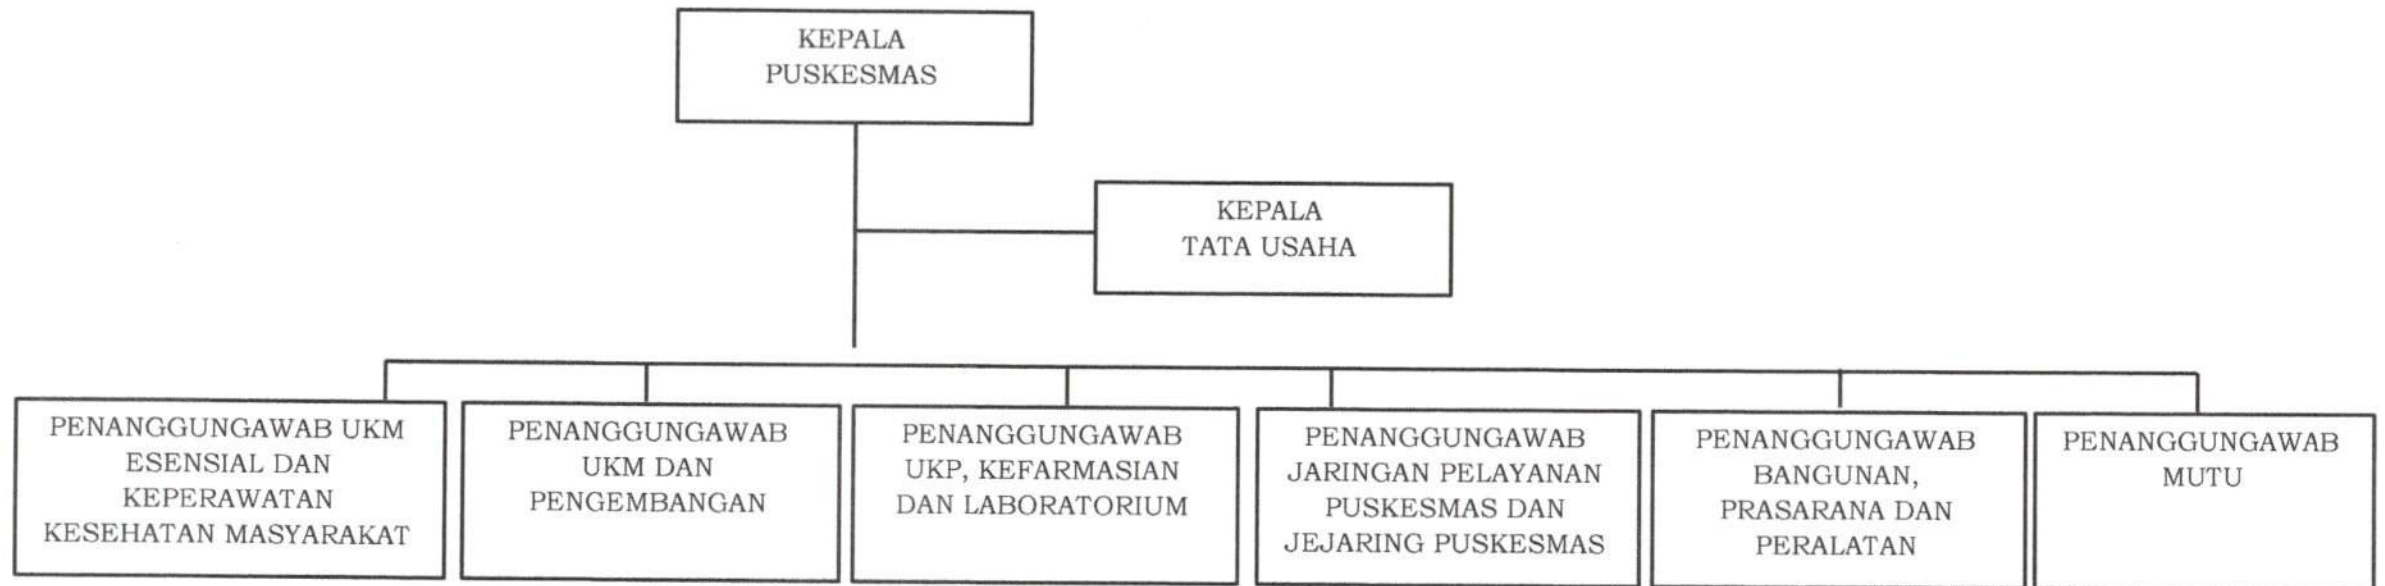 KEPALA
PUSKESMAS
KEPALA
TATA USAHA
PENANGGUNGAWAB UKM
ESENSIAL DAN
KEPERAWATAN
KESEHATAN MASYARAKAT
PENANGGUNGAWAB
UKM DAN
PENGEMBANGAN
PENANGGUNGAWAB
UKP, KEFARMASIAN
DAN LABORATORIUM
PENANGGUNGAWAB
JARINGAN PELAYANAN
PUSKESMAS DAN
JEJARING PUSKESMAS
PENANGGUNGAWAB
BANGUNAN,
PRASARANA DAN
PERALATAN
PENANGGUNGAWAB
MUTU